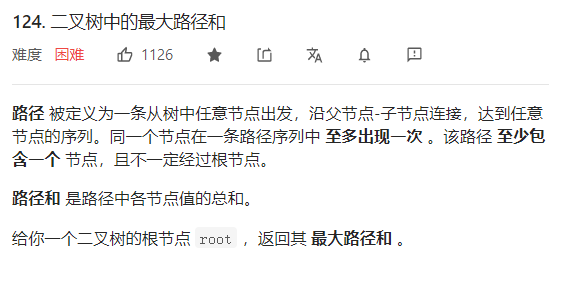 124. 二叉树中的最大路径和
难度 困难 1126
路径 被定义为一条从树中任意节点出发，沿父节点-子节点连接，达到任意
节点的序列。同一个节点在一条路径序列中 至多出现一次 。该路径 至少包
含一个 节点，且不一定经过根节点。
路径和 是路径中各节点值的总和。
给你一个二叉树的根节点 root ，返回其 最大路径和 。